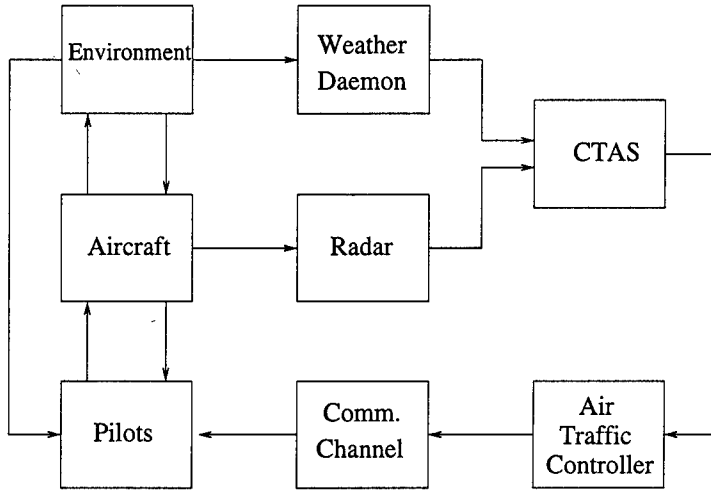 Environment
Weather
Daemon
CTAS
Aircraft
Radar
Pilots
Comm.
Channel
Air
Traffic
Controller